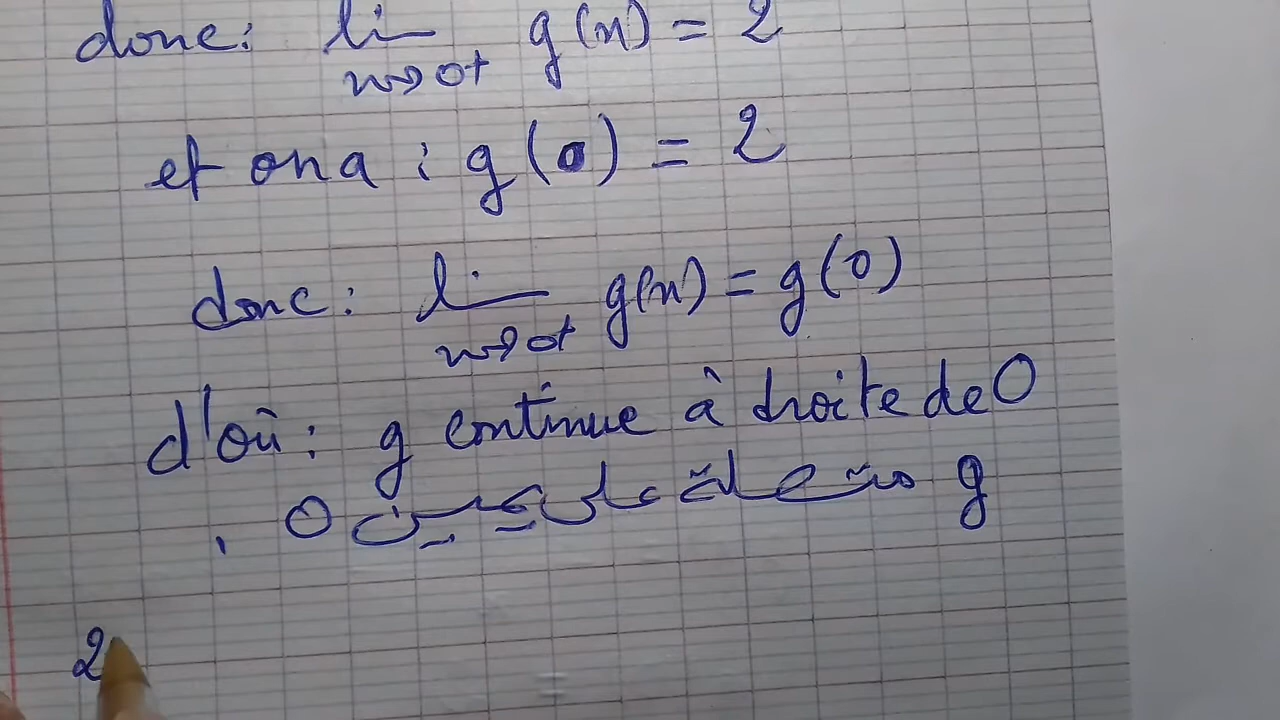 donc: lim g(x) = 2
x→0+
et on a : g(0) = 2
donc: lim g(x) = g(0)
x→0+
d'où: g continue à droite de 0
g متصلة على يمين 0 .
2